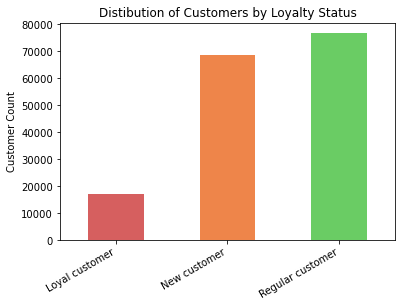 Distibution of Customers by Loyalty Status
Customer Count
80000
70000
60000
50000
40000
30000
20000
10000
0
Loyal customer
New customer
Regular customer